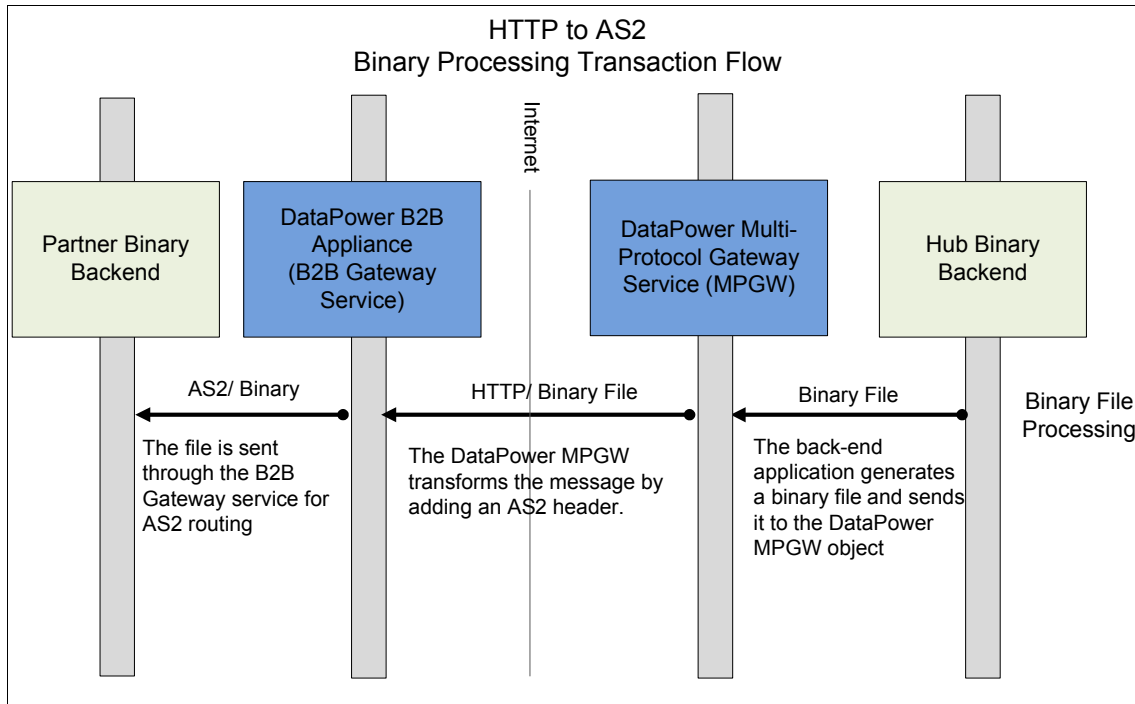 HTTP to AS2
Binary Processing Transaction Flow
Internet
Partner Binary
Backend
DataPower B2B
Appliance
(B2B Gateway
Service)
DataPower Multi-
Protocol Gateway
Service (MPGW)
Hub Binary
Backend
AS2/ Binary
HTTP/ Binary File
Binary File
Binary File
Processing
The file is sent
through the B2B
Gateway service for
AS2 routing
The DataPower MPGW
transforms the message by
adding an AS2 header.
The back-end
application generates
a binary file and sends
it to the DataPower
MPGW object